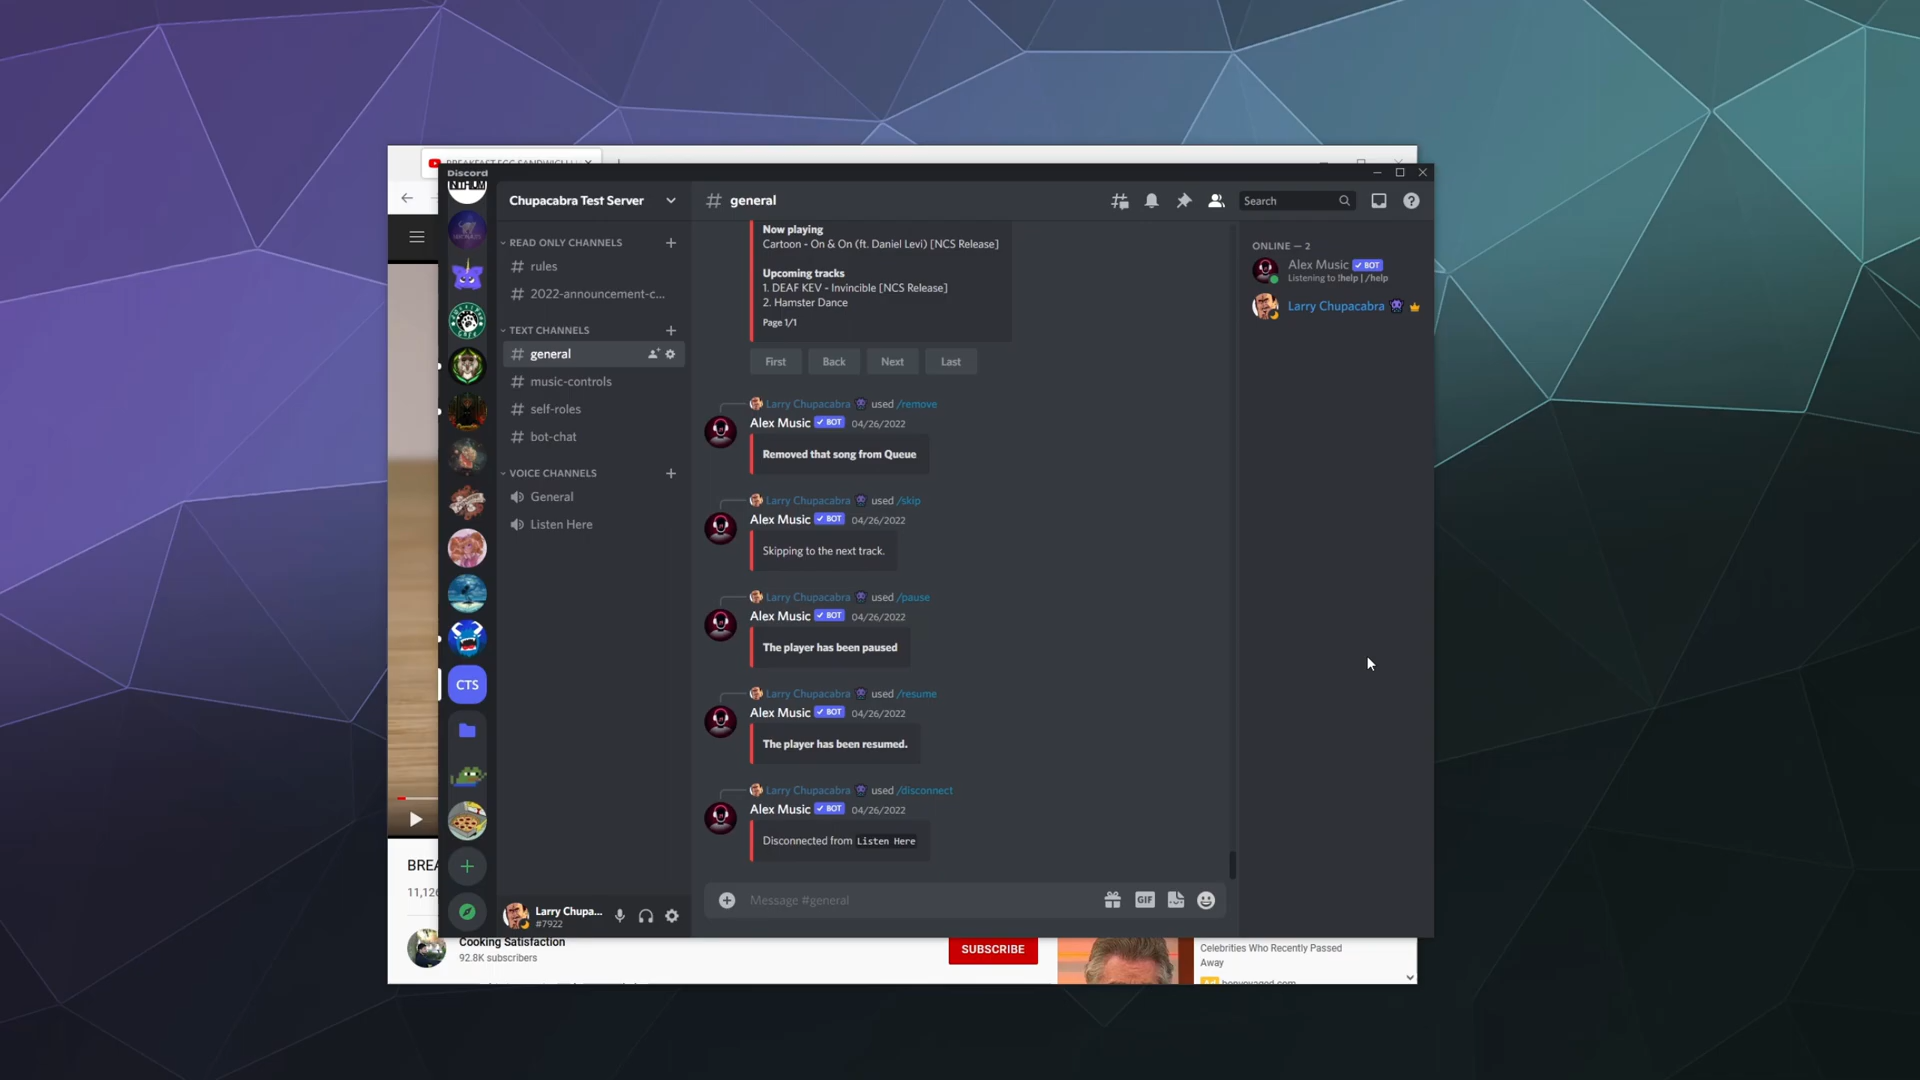 Discord
Chupacabra Test Server
READ ONLY CHANNELS
rules
2022-announcement-c...
TEXT CHANNELS
general
music-controls
self-roles
bot-chat
VOICE CHANNELS
General
Listen Here
CTS
Larry Chupa...
#7922
general
Search
Now playing
Cartoon - On & On (ft. Daniel Levi) [NCS Release]
Upcoming tracks
1. DEAF KEV - Invincible [NCS Release]
2. Hamster Dance
Page 1/1
First Back Next Last
Larry Chupacabra used /remove
Alex Music BOT 04/26/2022
Removed that song from Queue
Larry Chupacabra used /skip
Alex Music BOT 04/26/2022
Skipping to the next track.
Larry Chupacabra used /pause
Alex Music BOT 04/26/2022
The player has been paused
Larry Chupacabra used /resume
Alex Music BOT 04/26/2022
The player has been resumed.
Larry Chupacabra used /disconnect
Alex Music BOT 04/26/2022
Disconnected from Listen Here
Message #general
GIF
ONLINE — 2
Alex Music BOT
Listening to !help | /help
Larry Chupacabra
BREA
11,126
Cooking Satisfaction
92.8K subscribers
SUBSCRIBE
Celebrities Who Recently Passed
Away